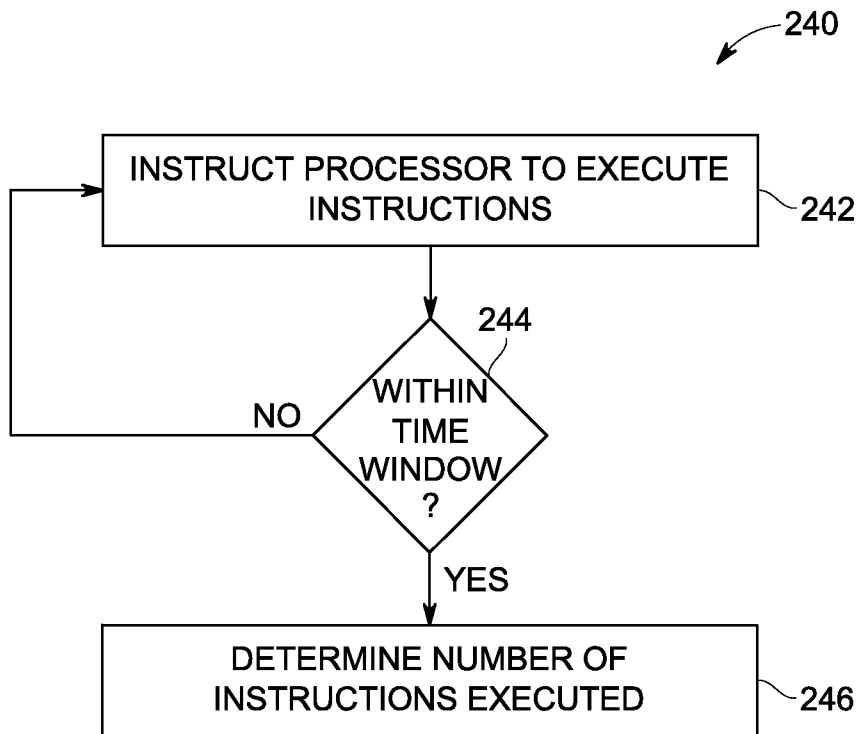 240
INSTRUCT PROCESSOR TO EXECUTE
INSTRUCTIONS
242
244
WITHIN
TIME
WINDOW
?
NO
YES
DETERMINE NUMBER OF
INSTRUCTIONS EXECUTED
246